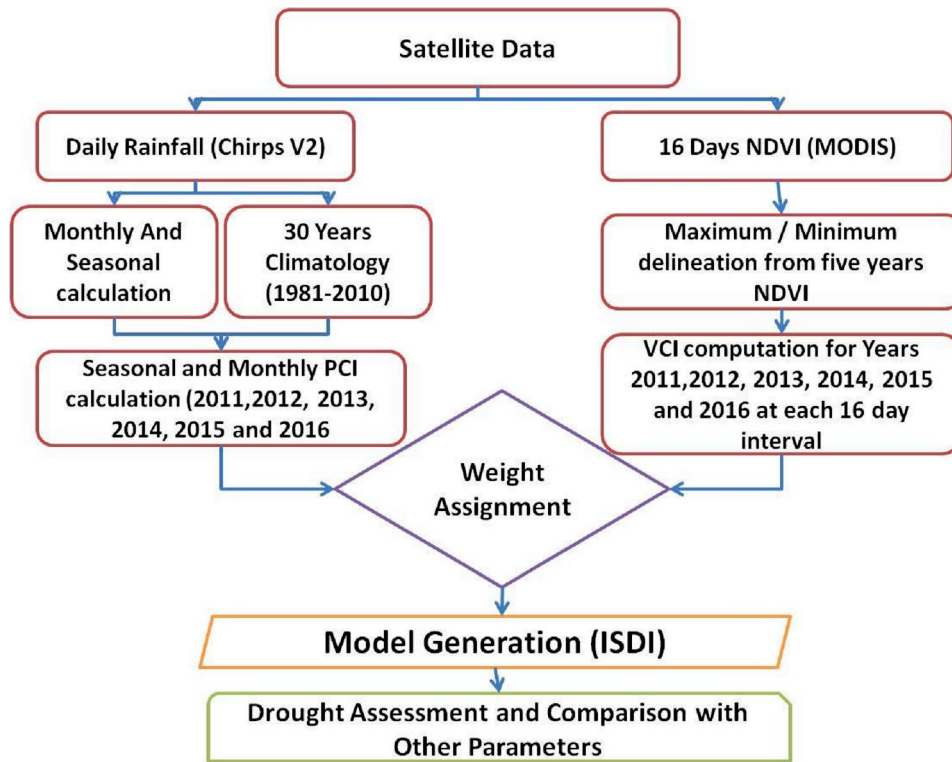 Satellite Data
Daily Rainfall (Chirps V2)
16 Days NDVI (MODIS)
Monthly And
Seasonal
calculation
30 Years
Climatology
(1981-2010)
Maximum / Minimum
delineation from five years
NDVI
Seasonal and Monthly PCI
calculation (2011,2012, 2013,
2014, 2015 and 2016
VCI computation for Years
2011,2012, 2013, 2014, 2015
and 2016 at each 16 day
interval
Weight
Assignment
Model Generation (ISDI)
Drought Assessment and Comparison with
Other Parameters